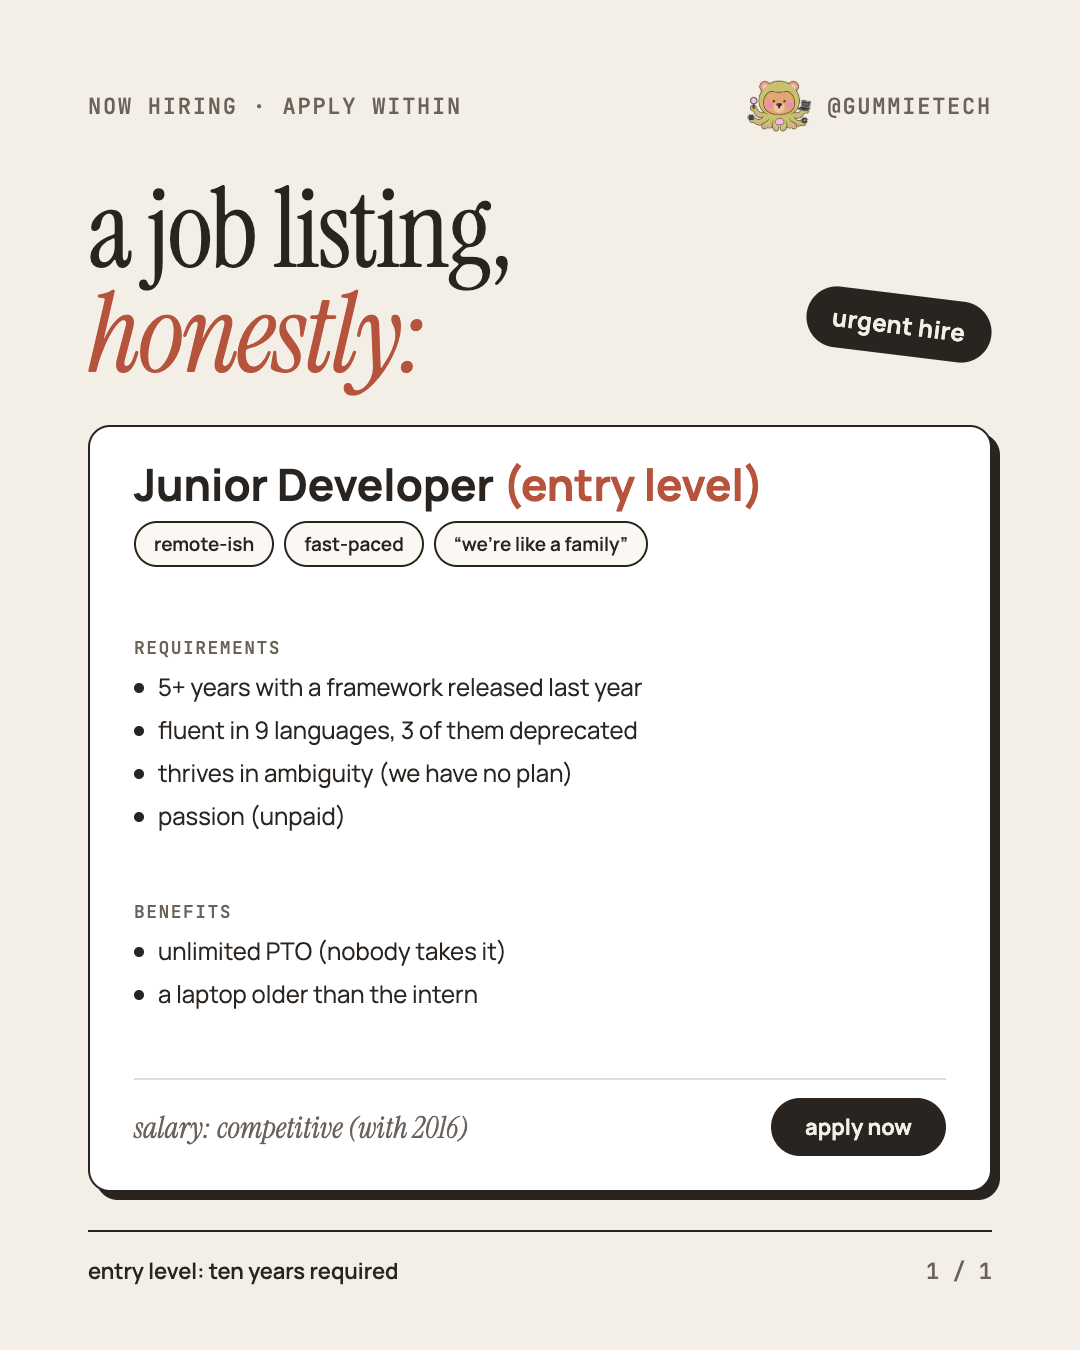 NOW HIRING · APPLY WITHIN
@GUMMIETECH
a job listing,
honestly:
urgent hire
Junior Developer (entry level)
remote-ish
fast-paced
“we’re like a family”
REQUIREMENTS
• 5+ years with a framework released last year
• fluent in 9 languages, 3 of them deprecated
• thrives in ambiguity (we have no plan)
• passion (unpaid)
BENEFITS
• unlimited PTO (nobody takes it)
• a laptop older than the intern
salary: competitive (with 2016)
apply now
entry level: ten years required
1 / 1